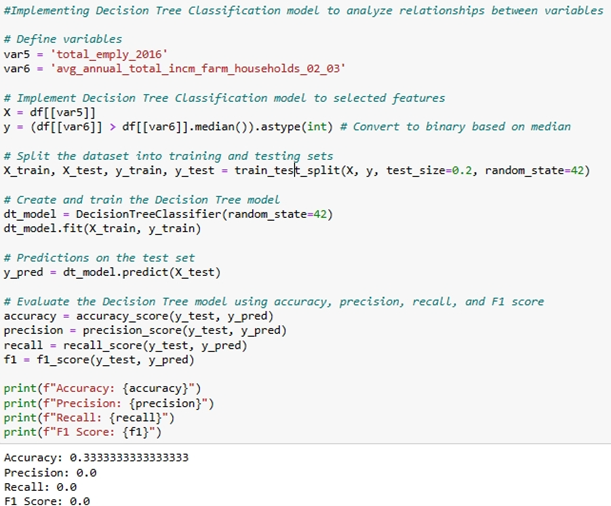 #Implementing Decision Tree Classification model to analyze relationships between variables
# Define variables
var5 = 'total_emply_2016'
var6 = 'avg_annual_total_incm_farm_households_02_03'
# Implement Decision Tree Classification model to selected features
X = df[[var5]]
y = (df[[var6]] > df[[var6]].median()).astype(int) # Convert to binary based on median
# Split the dataset into training and testing sets
X_train, X_test, y_train, y_test = train_test_split(X, y, test_size=0.2, random_state=42)
# Create and train the Decision Tree model
dt_model = DecisionTreeClassifier(random_state=42)
dt_model.fit(X_train, y_train)
# Predictions on the test set
y_pred = dt_model.predict(X_test)
# Evaluate the Decision Tree model using accuracy, precision, recall, and F1 score
accuracy = accuracy_score(y_test, y_pred)
precision = precision_score(y_test, y_pred)
recall = recall_score(y_test, y_pred)
f1 = f1_score(y_test, y_pred)
print(f"Accuracy: {accuracy}")
print(f"Precision: {precision}")
print(f"Recall: {recall}")
print(f"F1 Score: {f1}")
Accuracy: 0.3333333333333333
Precision: 0.0
Recall: 0.0
F1 Score: 0.0